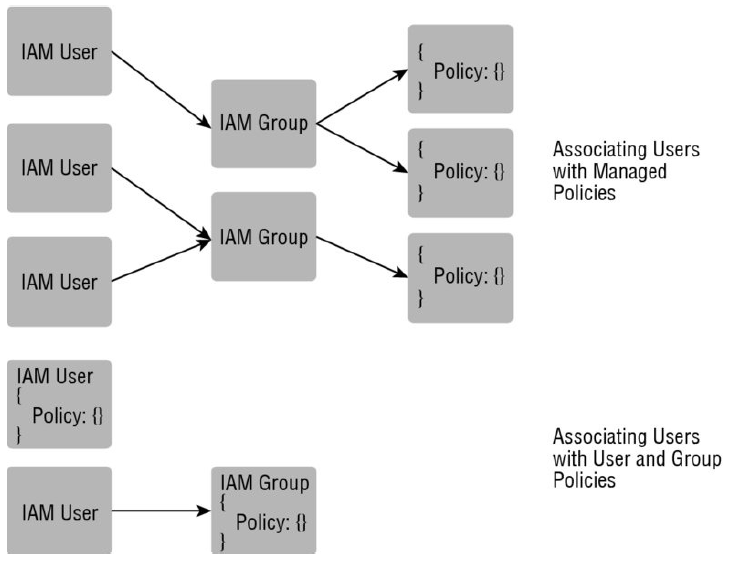 IAM User
IAM Group
{
Policy: {}
}
IAM User
{
Policy: {}
}
Associating Users
with Managed
Policies
IAM Group
IAM User
{
Policy: {}
}
IAM User
{
Policy: {}
}
Associating Users
with User and Group
Policies
IAM User
IAM Group
{
Policy: {}
}